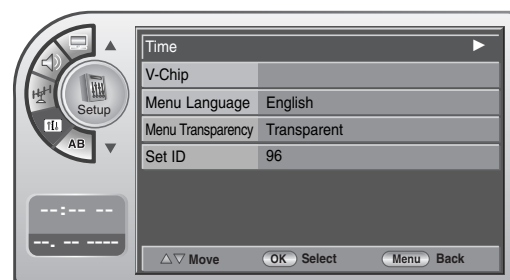 Setup
AB
--:-- --
--. -- ----
Time
V-Chip
Menu Language English
Menu Transparency Transparent
Set ID 96
Move OK Select Menu Back